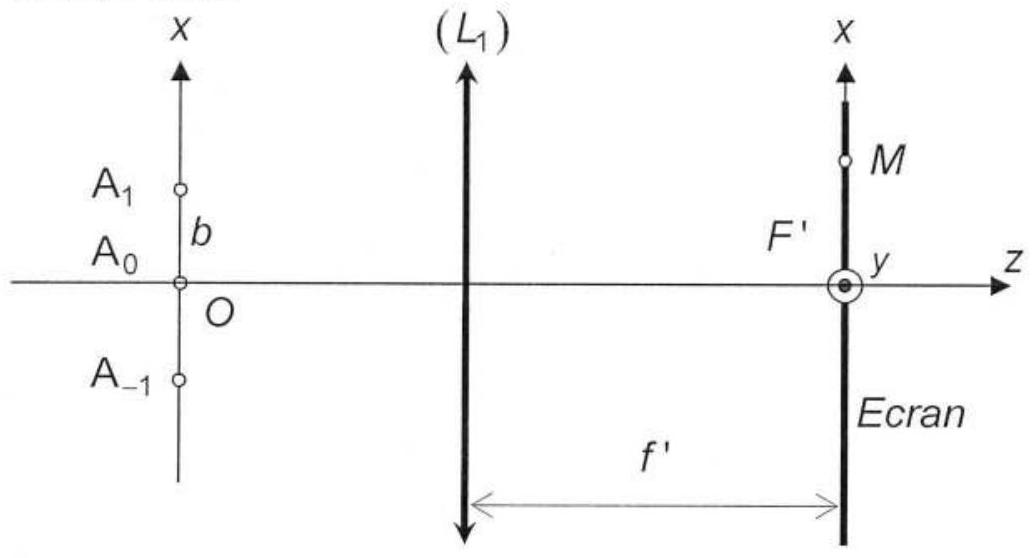 x (L₁) x
A₁ M
b
A₀ F' y z
O
A₋₁
Ecran
f'